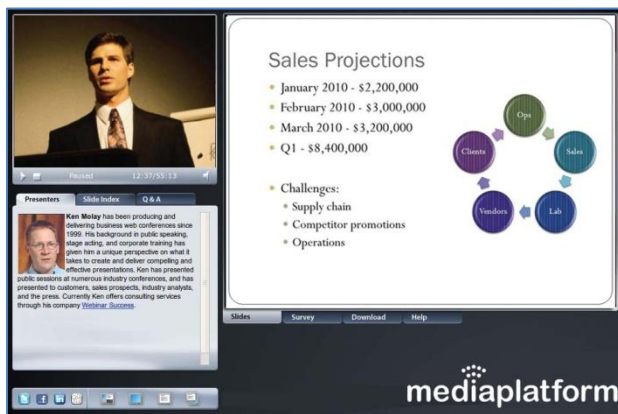 Paused
12:37/55:13
Presenters
Slide Index
Q & A
Ken Molay has been producing and
delivering business web conferences since
1999. His background in public speaking,
stage acting, and corporate training has
given him a unique perspective on what it
takes to create and deliver compelling and
effective presentations. Ken has presented
public sessions at numerous industry conferences, and has
presented to customers, sales prospects, industry analysts,
and the press. Currently Ken offers consulting services
through his company Webinar Success.
Sales Projections
January 2010 - $2,200,000
February 2010 - $3,000,000
March 2010 - $3,200,000
Q1 - $8,400,000
Challenges:
Supply chain
Competitor promotions
Operations
Ops
Sales
Lab
Vendors
Clients
Slides
Survey
Download
Help
mediaplatform